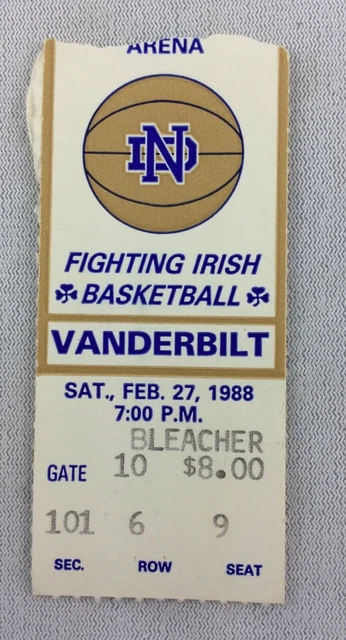 ARENA
ND
FIGHTING IRISH
BASKETBALL
VANDERBILT
SAT., FEB. 27, 1988
7:00 P.M.
BLEACHER
GATE 10 $8.00
101 6 9
SEC. ROW SEAT